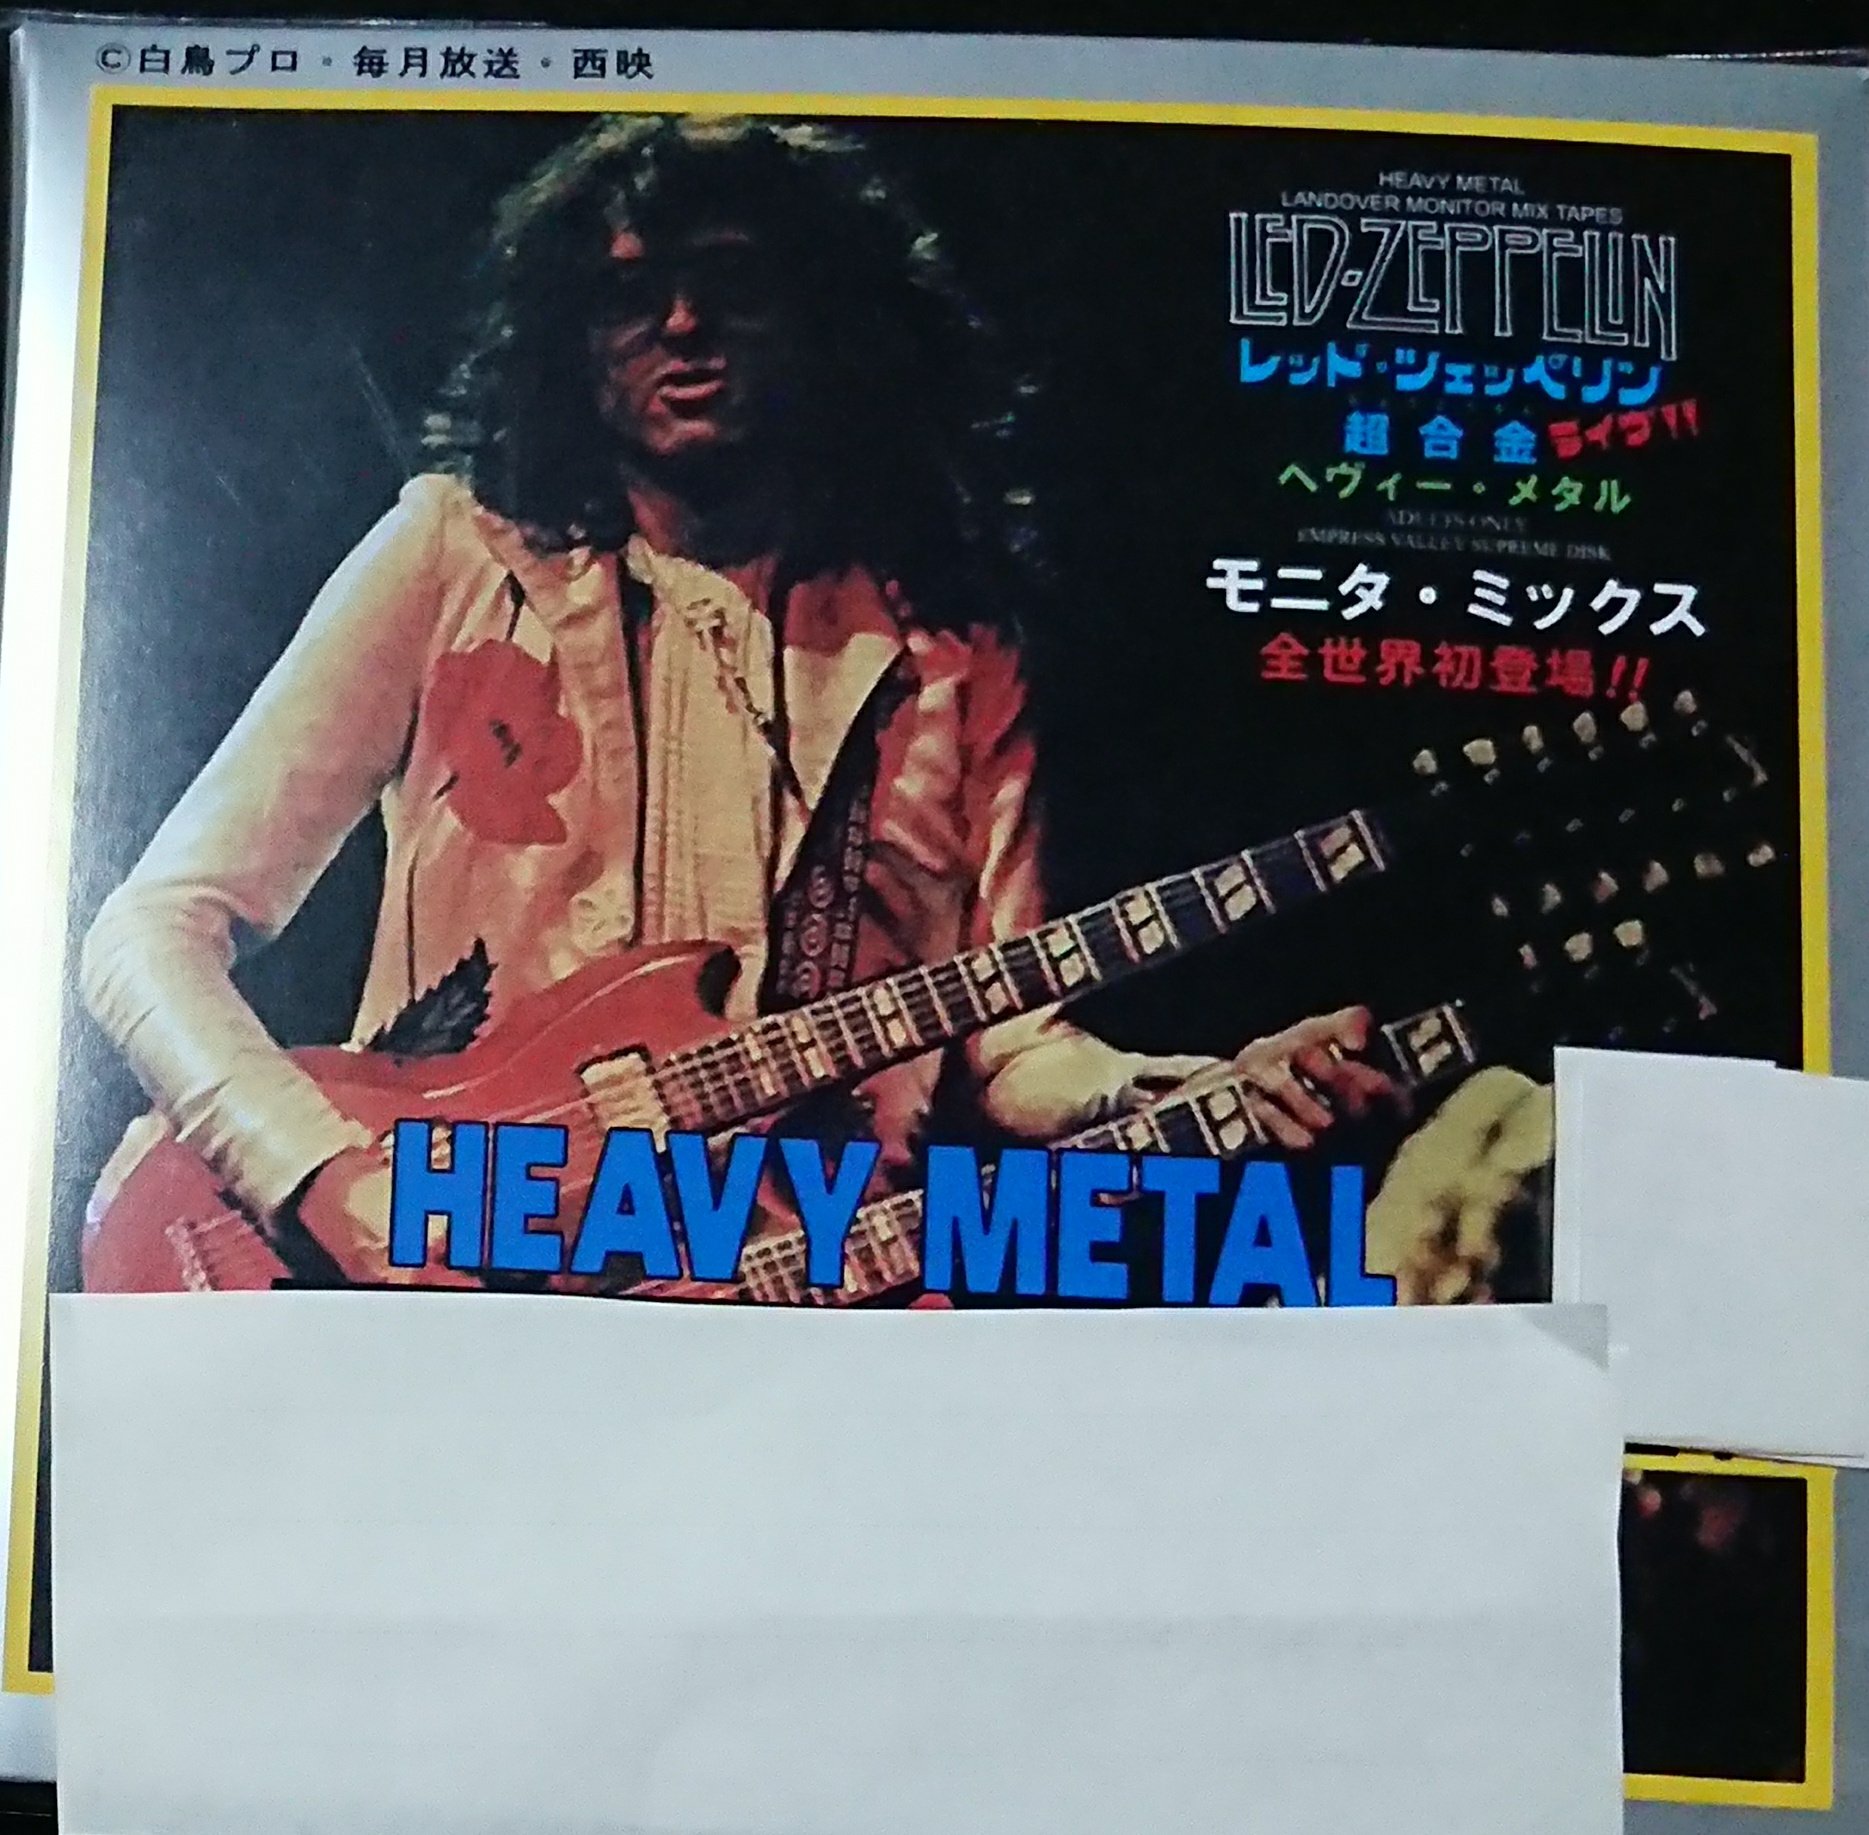 ©白鳥プロ・毎月放送・西映
HEAVY METAL
LANDOVER MONITOR MIX TAPES
LED-ZEPPELIN
レッド・ツェッペリン
超合金ライヴ!!
ヘヴィー・メタル
ADULTS ONLY
EMPRESS VALLEY SUPREME DISK
モニタ・ミックス
全世界初登場!!
HEAVY METAL